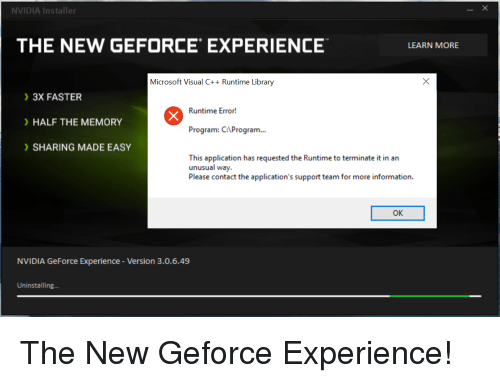 NVIDIA Installer
THE NEW GEFORCE® EXPERIENCE™
LEARN MORE
Microsoft Visual C++ Runtime Library
3X FASTER
HALF THE MEMORY
SHARING MADE EASY
Runtime Error!
Program: C:\Program...
This application has requested the Runtime to terminate it in an
unusual way.
Please contact the application's support team for more information.
OK
NVIDIA GeForce Experience - Version 3.0.6.49
Uninstalling...
The New Geforce Experience!